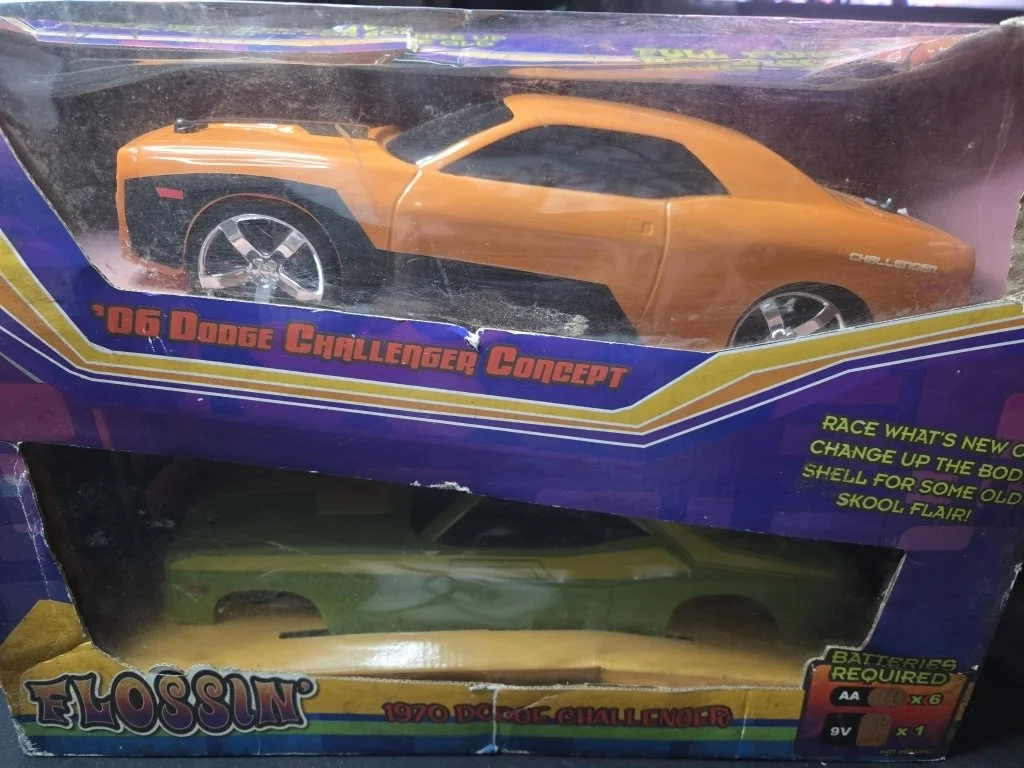 CHALLENGER
'06 DODGE CHALLENGER CONCEPT
RACE WHAT'S NEW
CHANGE UP THE BOD
SHELL FOR SOME OLD
SKOOL FLAIR!
FLOSSIN'
1970 DODGE CHALLENGER
BATTERIES
REQUIRED
AA x 6
9V x 1